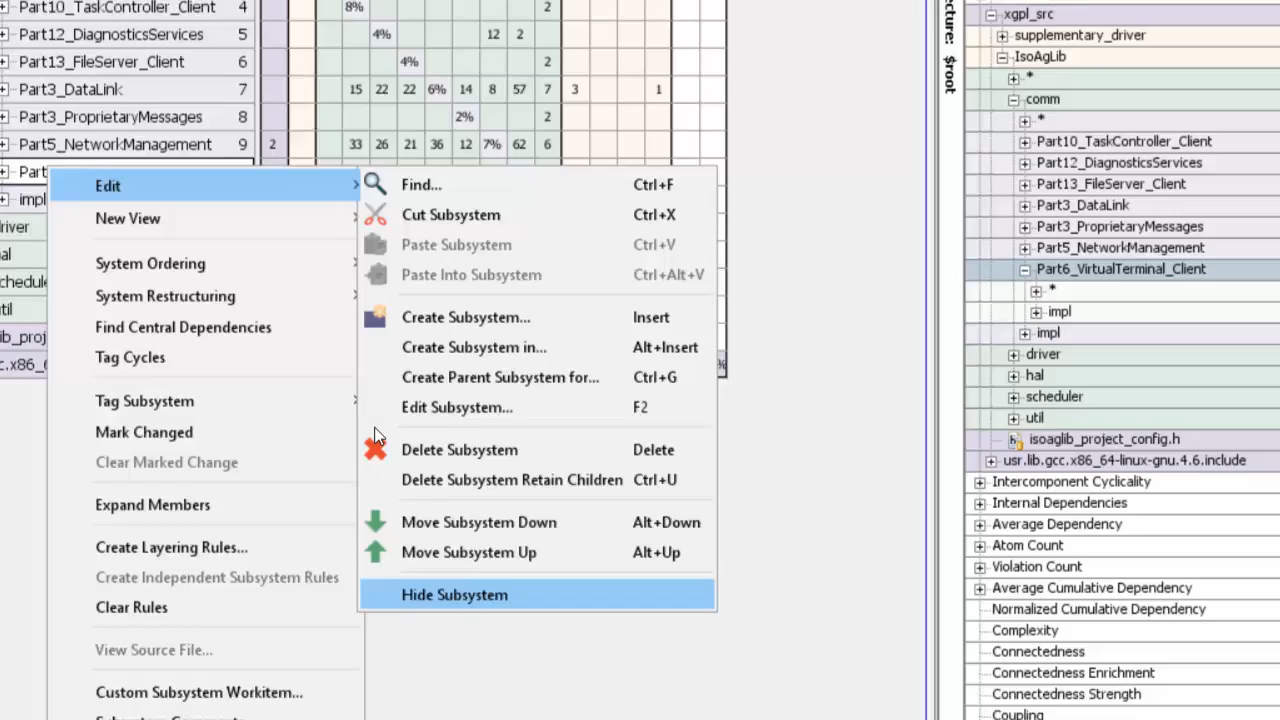 Part10_TaskController_Client 4 8% 2
Part12_DiagnosticsServices 5 4% 12 2
Part13_FileServer_Client 6 4% 2
Part3_DataLink 7 15 22 22 6% 14 8 57 7 3 1
Part3_ProprietaryMessages 8 2% 2
Part5_NetworkManagement 9 2 33 26 21 36 12 7% 62 6
Part
impl
river
al
chedule
til
ib_proj
c.x86_6
%
Edit
New View
System Ordering
System Restructuring
Find Central Dependencies
Tag Cycles
Tag Subsystem
Mark Changed
Clear Marked Change
Expand Members
Create Layering Rules...
Create Independent Subsystem Rules
Clear Rules
View Source File...
Custom Subsystem Workitem...
Find... Ctrl+F
Cut Subsystem Ctrl+X
Paste Subsystem Ctrl+V
Paste Into Subsystem Ctrl+Alt+V
Create Subsystem... Insert
Create Subsystem in... Alt+Insert
Create Parent Subsystem for... Ctrl+G
Edit Subsystem... F2
Delete Subsystem Delete
Delete Subsystem Retain Children Ctrl+U
Move Subsystem Down Alt+Down
Move Subsystem Up Alt+Up
Hide Subsystem
ecture: $root
xgpl_src
supplementary_driver
IsoAgLib
*
comm
*
Part10_TaskController_Client
Part12_DiagnosticsServices
Part13_FileServer_Client
Part3_DataLink
Part3_ProprietaryMessages
Part5_NetworkManagement
Part6_VirtualTerminal_Client
*
impl
impl
driver
hal
scheduler
util
isoaglib_project_config.h
usr.lib.gcc.x86_64-linux-gnu.4.6.include
Intercomponent Cyclicality
Internal Dependencies
Average Dependency
Atom Count
Violation Count
Average Cumulative Dependency
Normalized Cumulative Dependency
Complexity
Connectedness
Connectedness Enrichment
Connectedness Strength
Coupling